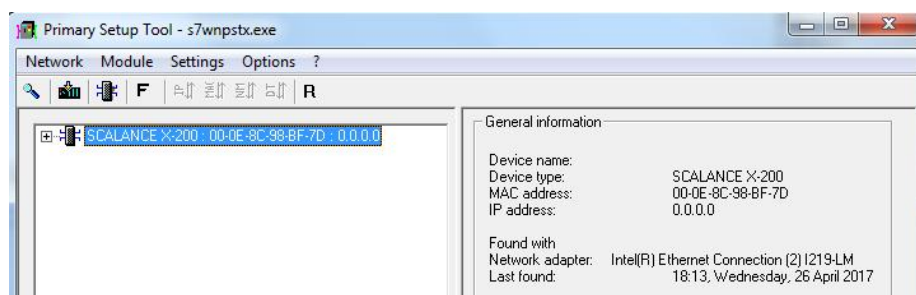 Primary Setup Tool - s7wnpstx.exe
Network Module Settings Options ?
F R
SCALANCE X-200 : 00-0E-8C-98-BF-7D : 0.0.0.0
General information
Device name:
Device type: SCALANCE X-200
MAC address: 00-0E-8C-98-BF-7D
IP address: 0.0.0.0
Found with
Network adapter: Intel(R) Ethernet Connection (2) I219-LM
Last found: 18:13, Wednesday, 26 April 2017